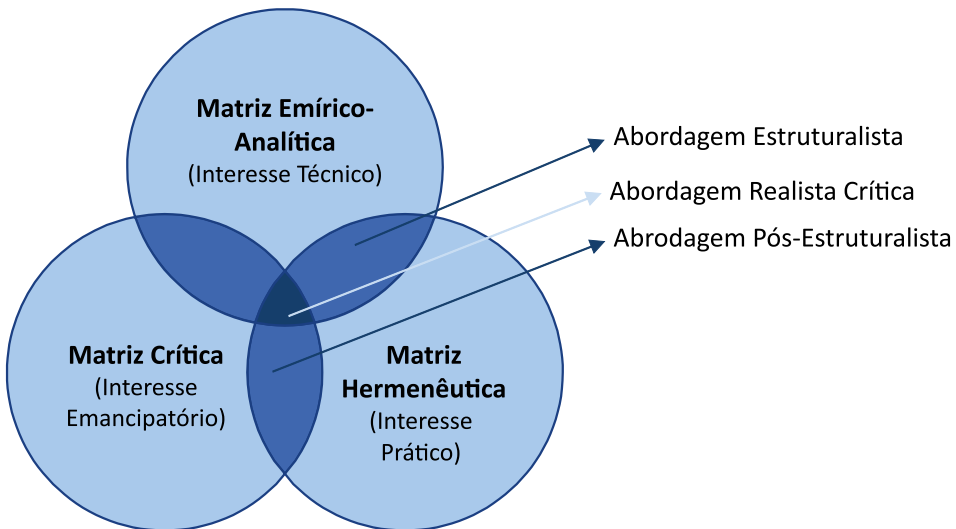 Matriz Emírico-
Analítica
(Interesse Técnico)
Abordagem Estruturalista
Abordagem Realista Crítica
Abrodagem Pós-Estruturalista
Matriz Crítica
(Interesse
Emancipatório)
Matriz
Hermenêutica
(Interesse
Prático)